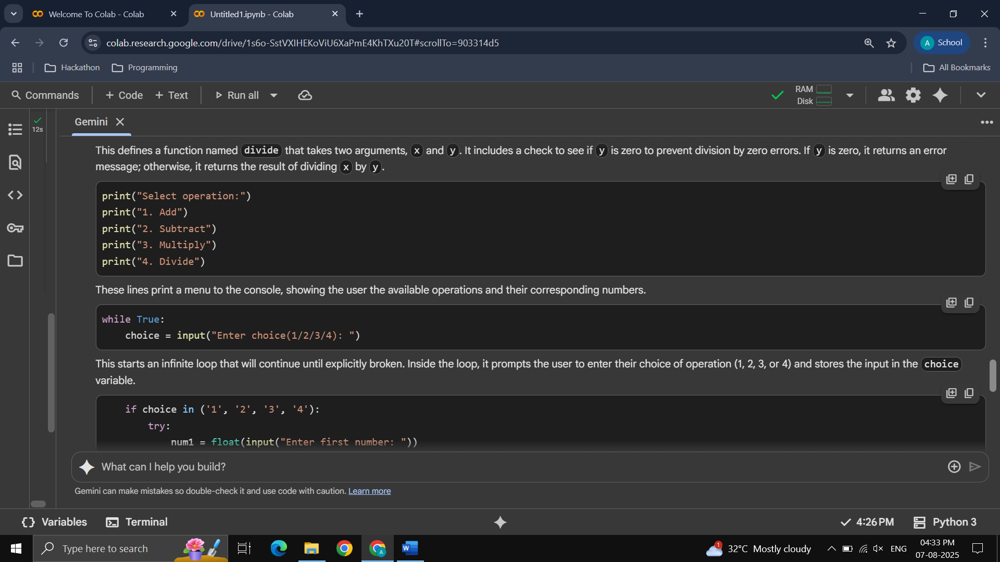 Welcome To Colab - Colab
Untitled1.ipynb - Colab
colab.research.google.com/drive/1s6o-SstVXIHEKoViU6XaPmE4KhTXu20T#scrollTo=903314d5
A School
Hackathon
Programming
All Bookmarks
Commands
+ Code
+ Text
Run all
RAM
Disk
12s
Gemini
This defines a function named divide that takes two arguments, x and y. It includes a check to see if y is zero to prevent division by zero errors. If y is zero, it returns an error
message; otherwise, it returns the result of dividing x by y.
print("Select operation:")
print("1. Add")
print("2. Subtract")
print("3. Multiply")
print("4. Divide")
These lines print a menu to the console, showing the user the available operations and their corresponding numbers.
while True:
    choice = input("Enter choice(1/2/3/4): ")
This starts an infinite loop that will continue until explicitly broken. Inside the loop, it prompts the user to enter their choice of operation (1, 2, 3, or 4) and stores the input in the choice
variable.
    if choice in ('1', '2', '3', '4'):
        try:
            num1 = float(input("Enter first number: "))
What can I help you build?
Gemini can make mistakes so double-check it and use code with caution. Learn more
{} Variables
Terminal
4:26 PM
Python 3
Type here to search
A
W
1
32°C Mostly cloudy
ENG
04:33 PM
07-08-2025